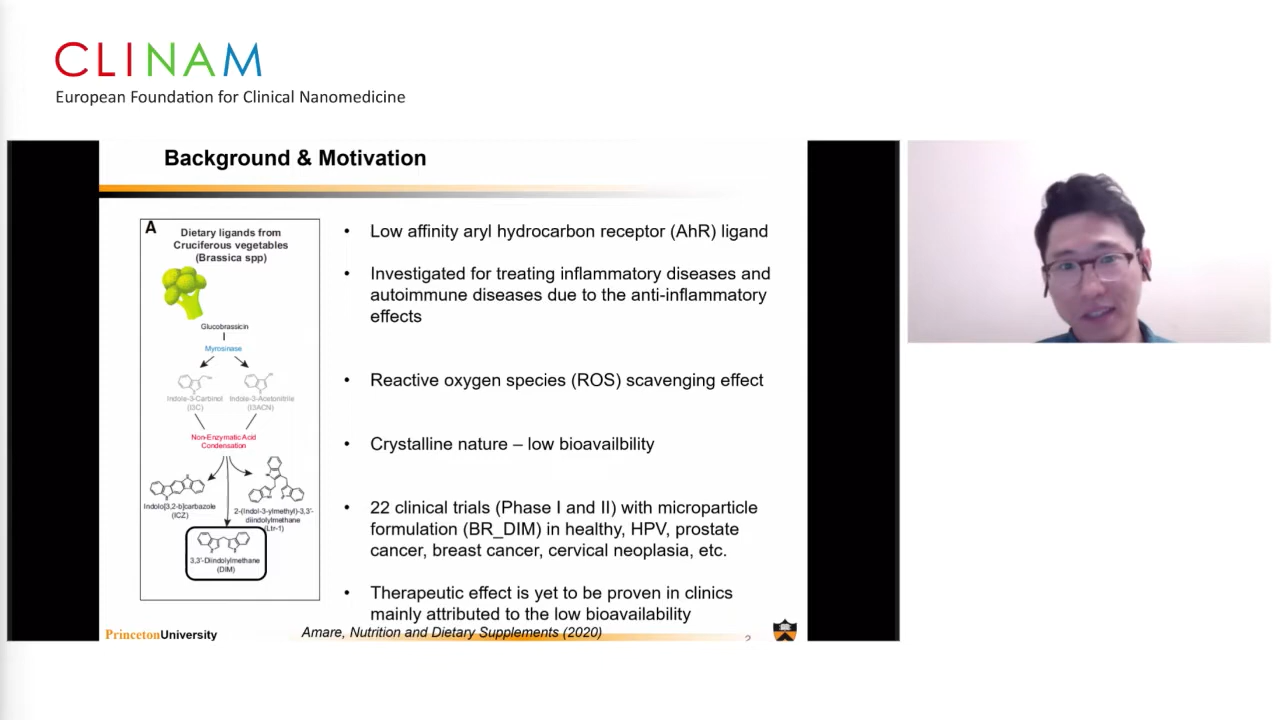 CLINAM
European Foundation for Clinical Nanomedicine
Background & Motivation
A
Dietary ligands from
Cruciferous vegetables
(Brassica spp)
Glucobrassicin
Myrosinase
Indole-3-Carbinol
(I3C)
Indole-3-Acetonitrile
(I3ACN)
Non-Enzymatic Acid
Condensation
Indolo[3,2-b]carbazole
(ICZ)
2-(Indol-3-ylmethyl)-3,3'-
diindolylmethane
(Ltr-1)
3,3'-Diindolylmethane
(DIM)
• Low affinity aryl hydrocarbon receptor (AhR) ligand
• Investigated for treating inflammatory diseases and
autoimmune diseases due to the anti-inflammatory
effects
• Reactive oxygen species (ROS) scavenging effect
• Crystalline nature – low bioavailbility
• 22 clinical trials (Phase I and II) with microparticle
formulation (BR_DIM) in healthy, HPV, prostate
cancer, breast cancer, cervical neoplasia, etc.
• Therapeutic effect is yet to be proven in clinics
mainly attributed to the low bioavailability
PrincetonUniversity
Amare, Nutrition and Dietary Supplements (2020)
2